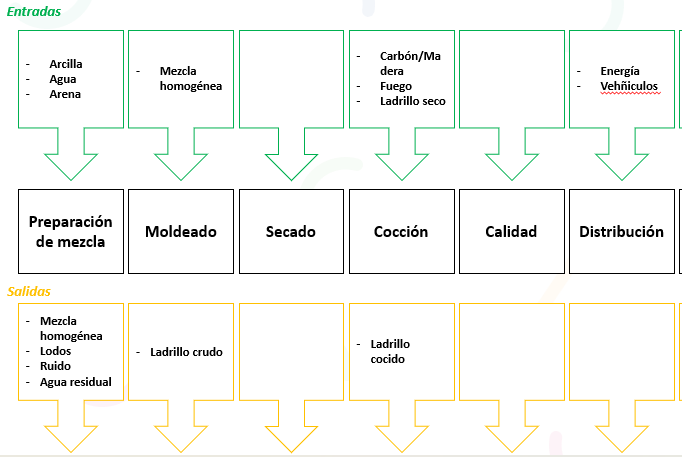 Entradas
- Arcilla
- Agua
- Arena
- Mezcla
homogénea
- Carbón/Ma
dera
- Fuego
- Ladrillo seco
- Energía
- Vehñiculos
Preparación
de mezcla
Moldeado
Secado
Cocción
Calidad
Distribución
Salidas
- Mezcla
homogénea
- Lodos
- Ruido
- Agua residual
- Ladrillo crudo
- Ladrillo
cocido